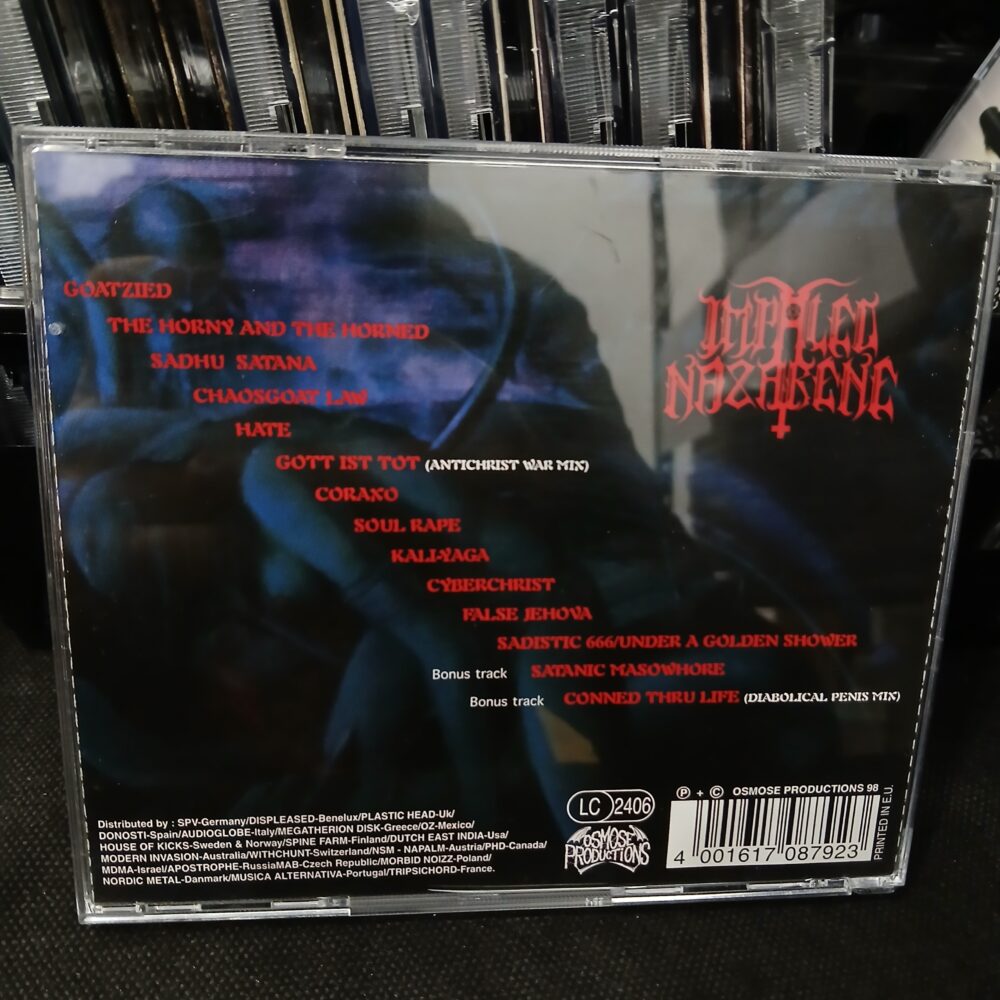 GOATZIED
THE HORNY AND THE HORNED
SADHU SATANA
CHAOSGOAT LAW
HATE
GOTT IST TOT (ANTICHRIST WAR MIX)
CORAXO
SOUL RAPE
KALI-YAGA
CYBERCHRIST
FALSE JEHOVA
SADISTIC 666/UNDER A GOLDEN SHOWER
Bonus track SATANIC MASOWHORE
Bonus track CONNED THRU LIFE (DIABOLICAL PENIS MIX)
IMPALED
NAZARENE
Distributed by : SPV-Germany/DISPLEASED-Benelux/PLASTIC HEAD-Uk/
DONOSTI-Spain/AUDIOGLOBE-Italy/MEGATHERION DISK-Greece/OZ-Mexico/
HOUSE OF KICKS-Sweden & Norway/SPINE FARM-Finland/DUTCH EAST INDIA-Usa/
MODERN INVASION-Australia/WITCHUNT-Switzerland/NSM - NAPALM-Austria/PHD-Canada/
MDMA-Israel/APOSTROPHE-RussiaMAB-Czech Republic/MORBID NOIZZ-Poland/
NORDIC METAL-Danmark/MUSICA ALTERNATIVA-Portugal/TRIPSICHORD-France.
LC 2406
OSMOSE
PRODUCTIONS
Ⓟ + © OSMOSE PRODUCTIONS 98
4 001617 087923
PRINTED IN E.U.